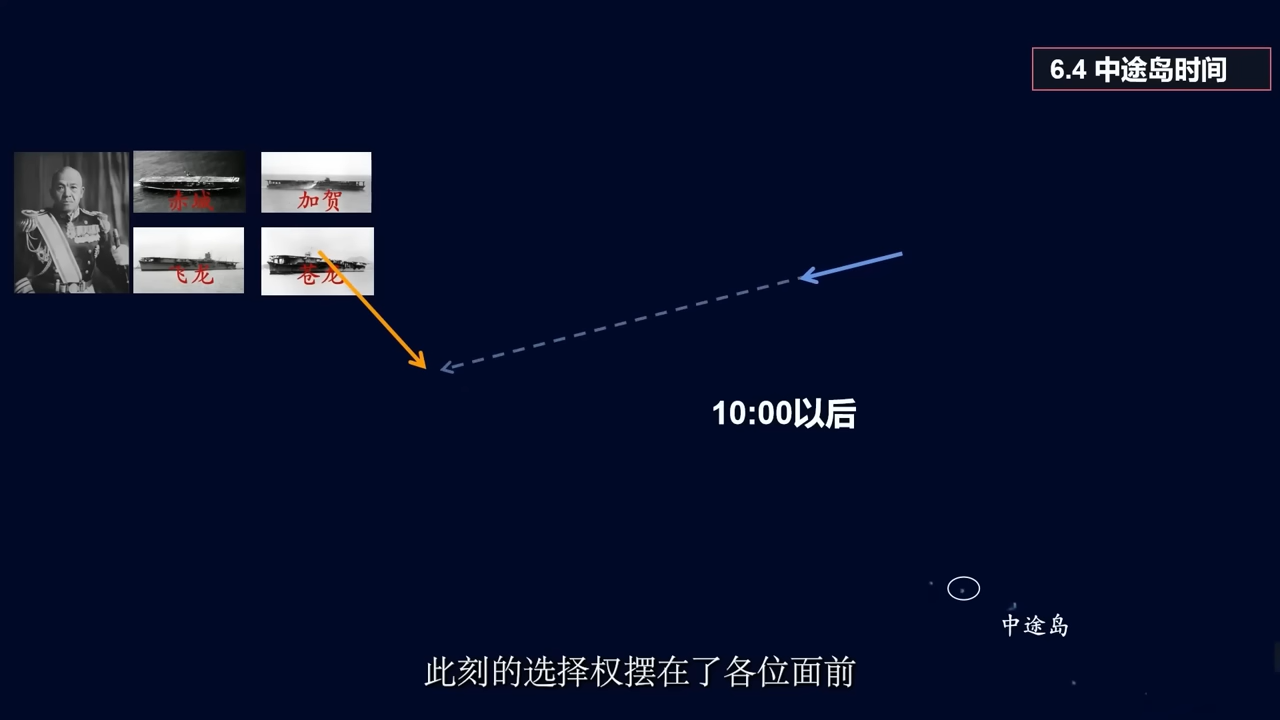 6.4 中途岛时间
赤城
加贺
飞龙
苍龙
10:00以后
中途岛
此刻的选择权摆在了各位面前